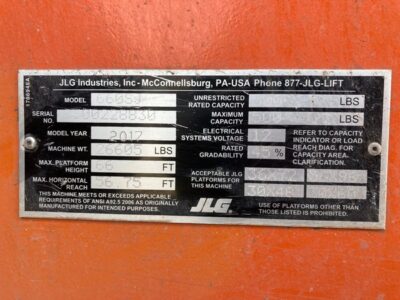 JLG Industries, Inc - McConnellsburg, PA-USA Phone 877-JLG-LIFT
MODEL
SERIAL NO.
MODEL YEAR 2017
MACHINE WT. LBS
MAX. PLATFORM HEIGHT FT
MAX. HORIZONTAL REACH FT
THIS MACHINE MEETS OR EXCEEDS APPLICABLE
REQUIREMENTS OF ANSI A92.5 2006 AS ORIGINALLY
MANUFACTURED FOR INTENDED PURPOSES.
UNRESTRICTED RATED CAPACITY LBS
MAXIMUM CAPACITY LBS
ELECTRICAL SYSTEMS VOLTAGE 12
RATED GRADABILITY %
REFER TO CAPACITY
INDICATOR OR LOAD
REACH DIAG. FOR
CAPACITY AREA
CLARIFICATION.
ACCEPTABLE JLG
PLATFORMS FOR
THIS MACHINE
JLG
USE OF PLATFORMS OTHER THAN
THOSE LISTED IS PROHIBITED.